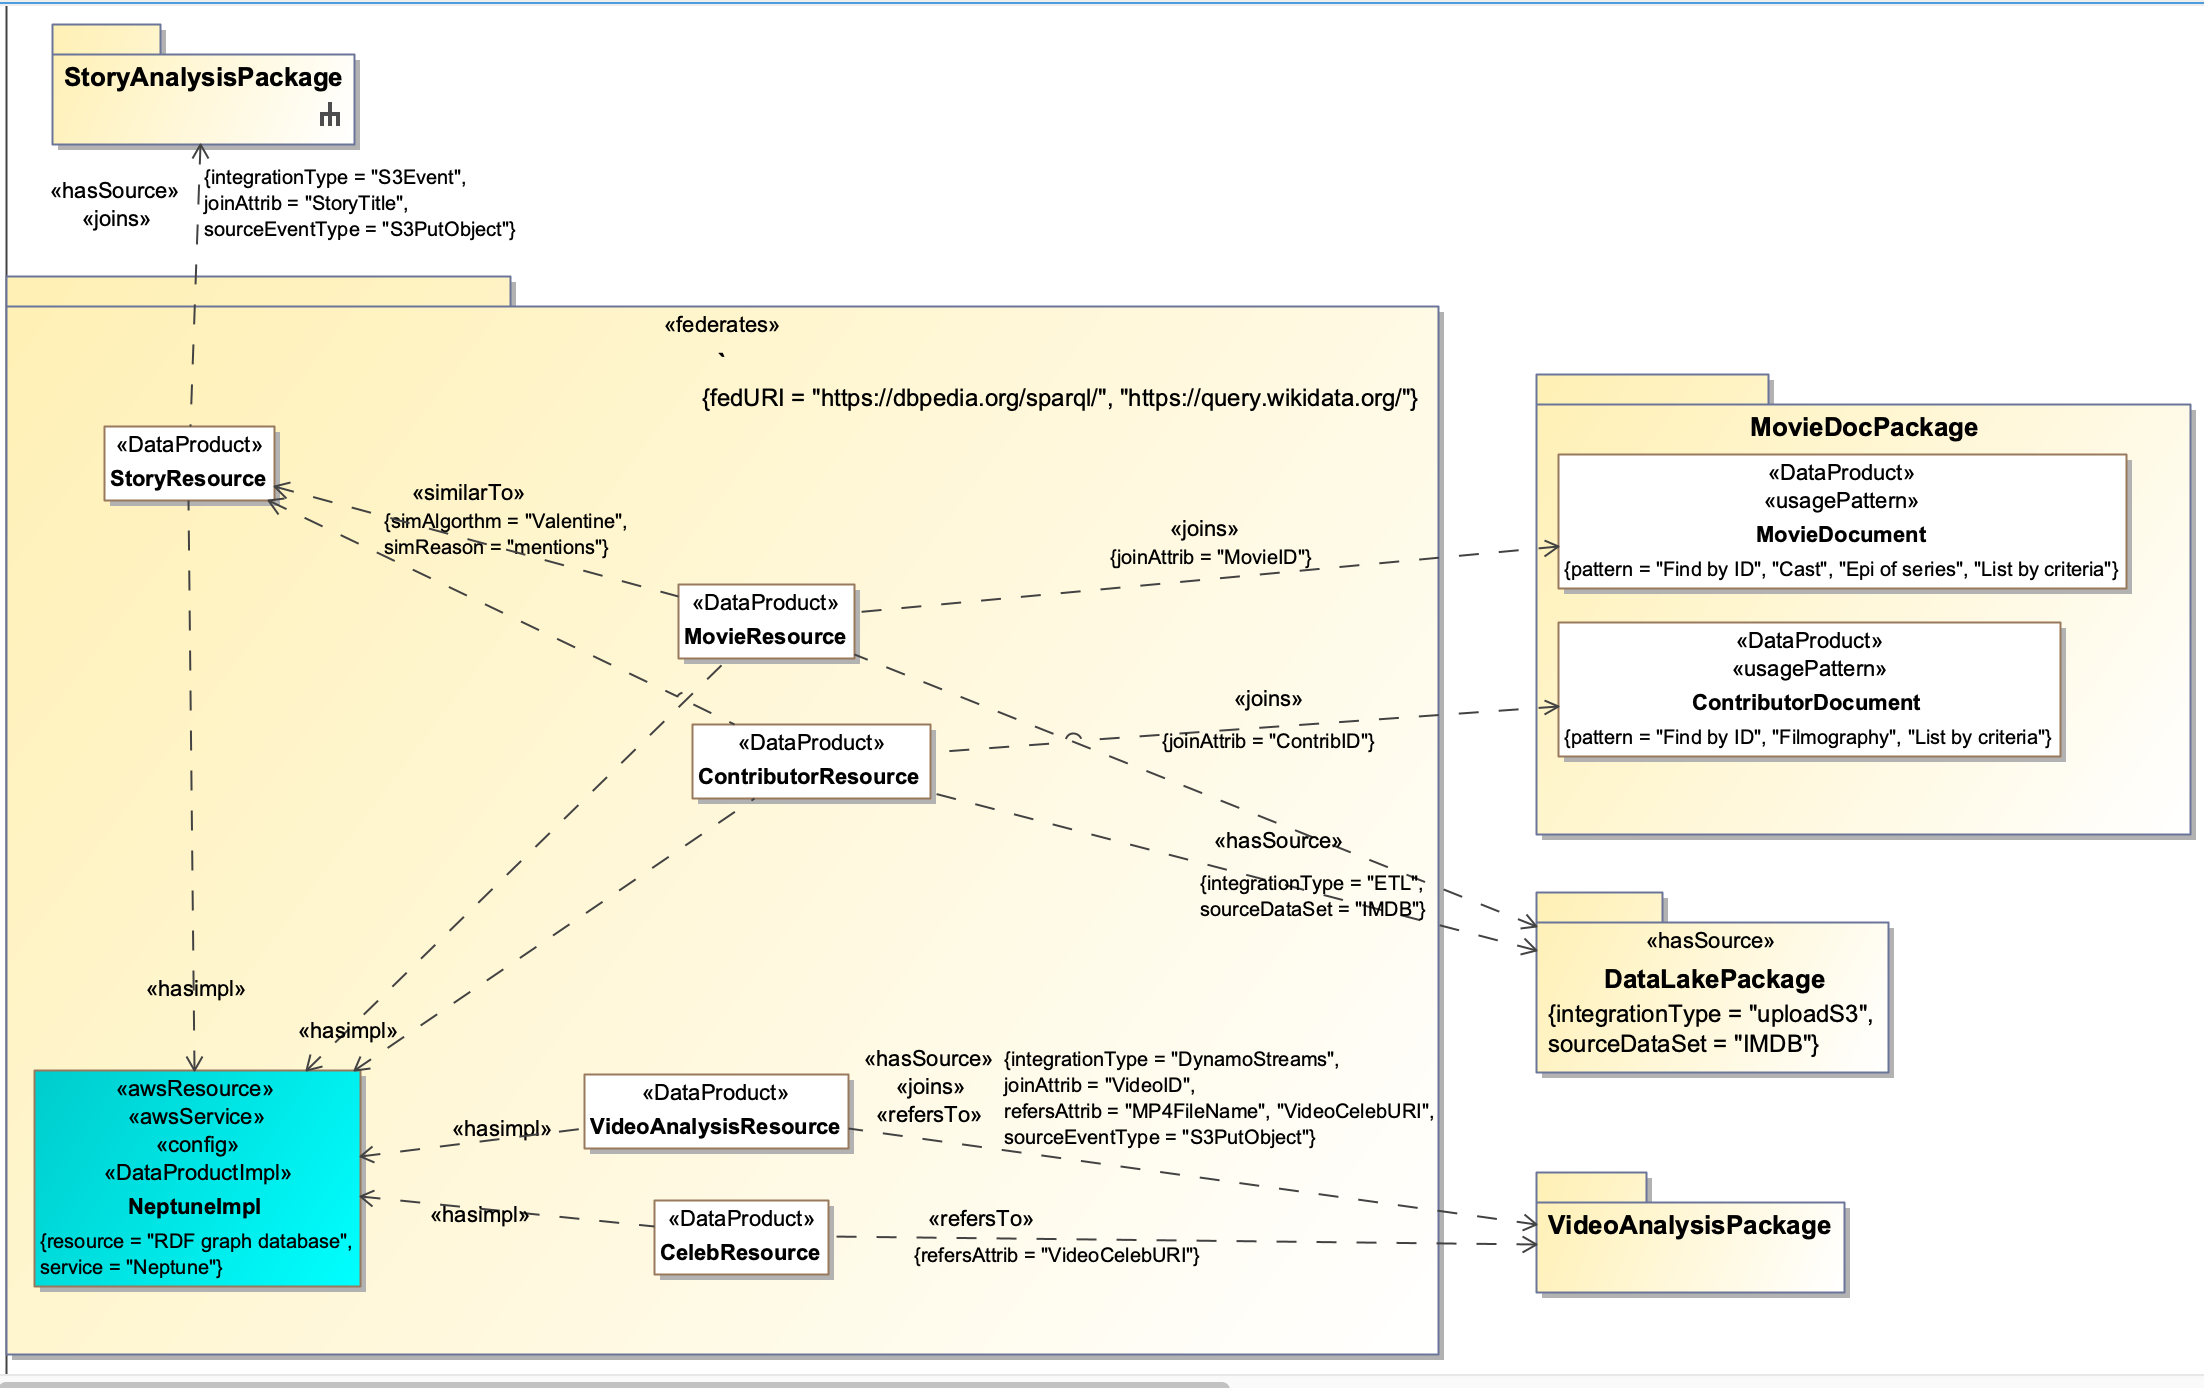 StoryAnalysisPackage
«hasSource»
«joins»
{integrationType = "S3Event",
joinAttrib = "StoryTitle",
sourceEventType = "S3PutObject"}
«federates»
`
{fedURI = "https://dbpedia.org/sparql/", "https://query.wikidata.org/"}
«DataProduct»
StoryResource
«similarTo»
{simAlgorthm = "Valentine",
simReason = "mentions"}
«DataProduct»
MovieResource
«joins»
{joinAttrib = "MovieID"}
MovieDocPackage
«DataProduct»
«usagePattern»
MovieDocument
{pattern = "Find by ID", "Cast", "Epi of series", "List by criteria"}
«DataProduct»
«usagePattern»
ContributorDocument
{pattern = "Find by ID", "Filmography", "List by criteria"}
«DataProduct»
ContributorResource
«joins»
{joinAttrib = "ContribID"}
«hasSource»
{integrationType = "ETL",
sourceDataSet = "IMDB"}
«hasSource»
DataLakePackage
{integrationType = "uploadS3",
sourceDataSet = "IMDB"}
«hasimpl»
«hasimpl»
«awsResource»
«awsService»
«config»
«DataProductImpl»
NeptuneImpl
{resource = "RDF graph database",
service = "Neptune"}
«hasimpl»
«DataProduct»
VideoAnalysisResource
«hasSource»
«joins»
«refersTo»
{integrationType = "DynamoStreams",
joinAttrib = "VideoID",
refersAttrib = "MP4FileName", "VideoCelebURI",
sourceEventType = "S3PutObject"}
«hasimpl»
«DataProduct»
CelebResource
«refersTo»
{refersAttrib = "VideoCelebURI"}
VideoAnalysisPackage